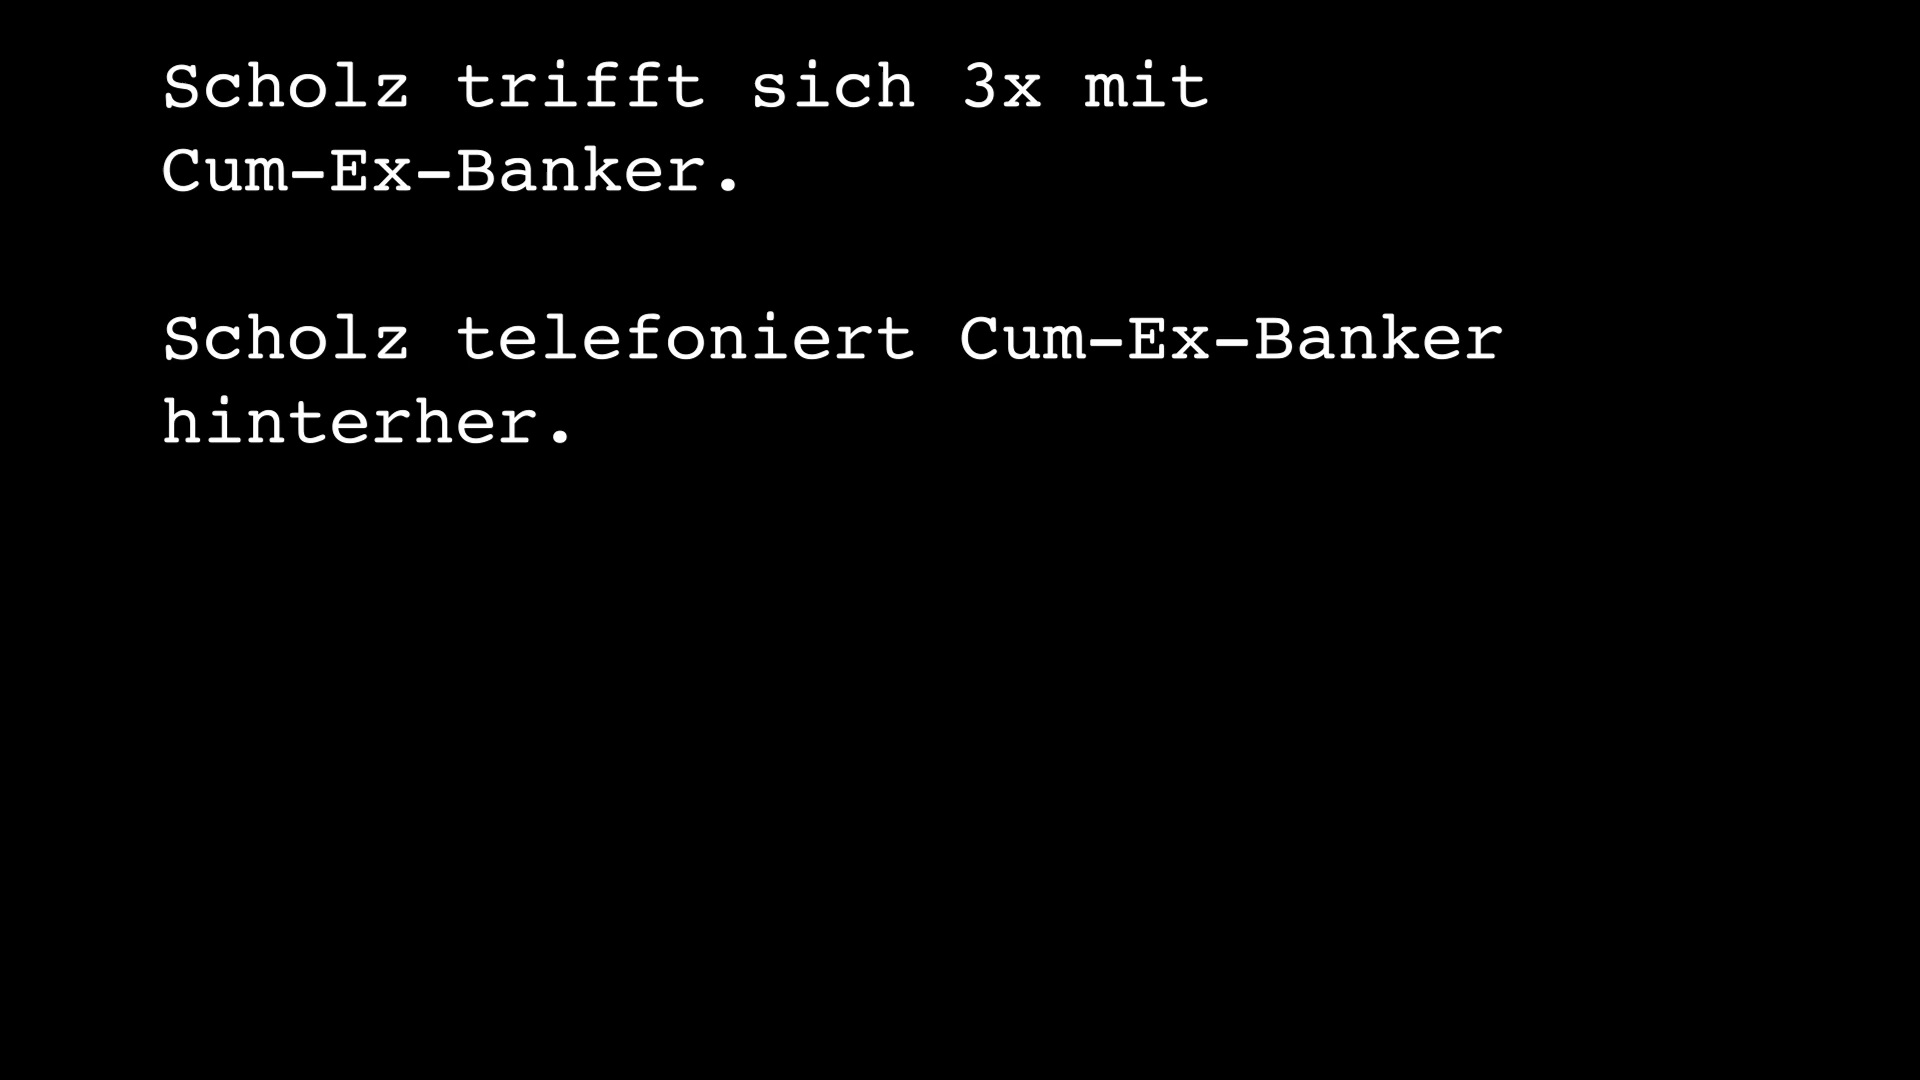 Scholz trifft sich 3x mit
Cum-Ex-Banker.
Scholz telefoniert Cum-Ex-Banker
hinterher.